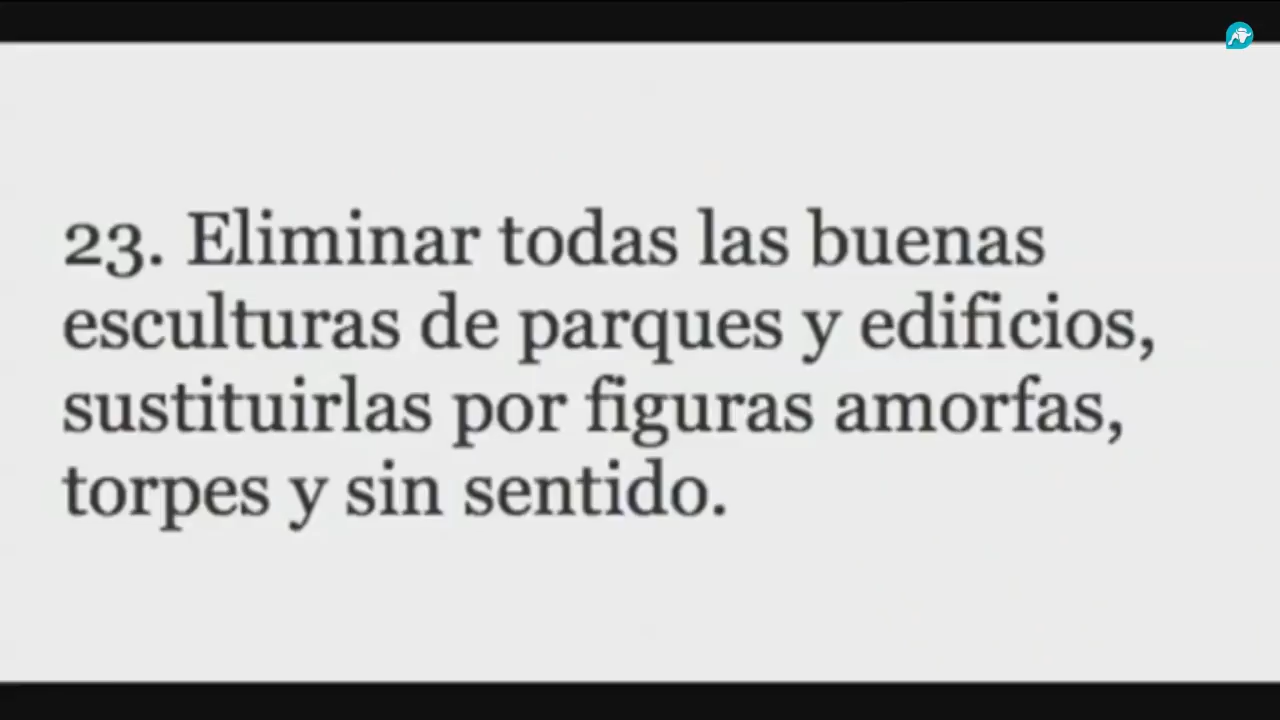 23. Eliminar todas las buenas
esculturas de parques y edificios,
sustituirlas por figuras amorfas,
torpes y sin sentido.